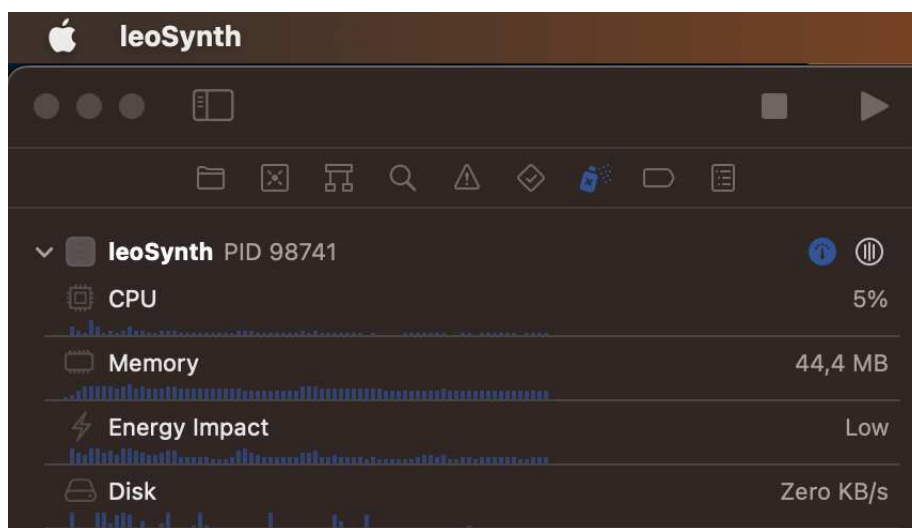 leoSynth
leoSynth PID 98741
CPU 5%
Memory 44,4 MB
Energy Impact Low
Disk Zero KB/s